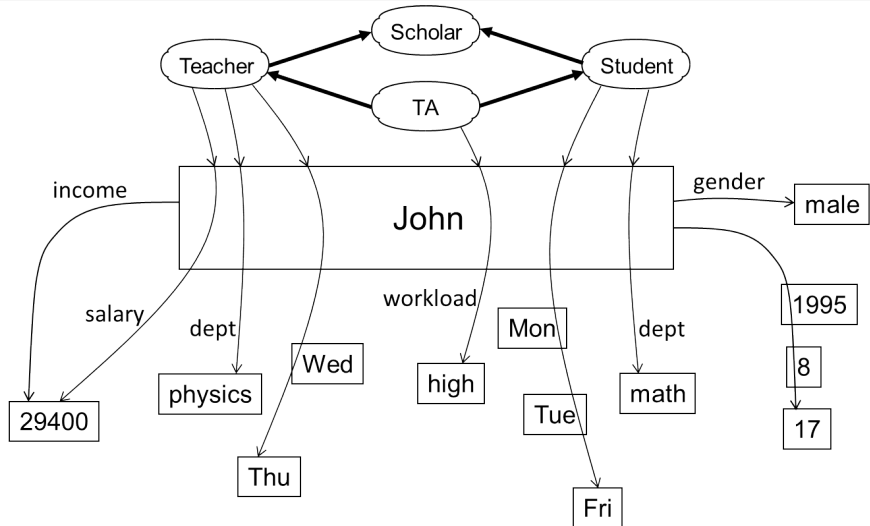 Scholar
Teacher
Student
TA
income
John
gender
male
salary
dept
workload
Mon
dept
1995
Wed
8
physics
high
math
29400
Tue
17
Thu
Fri